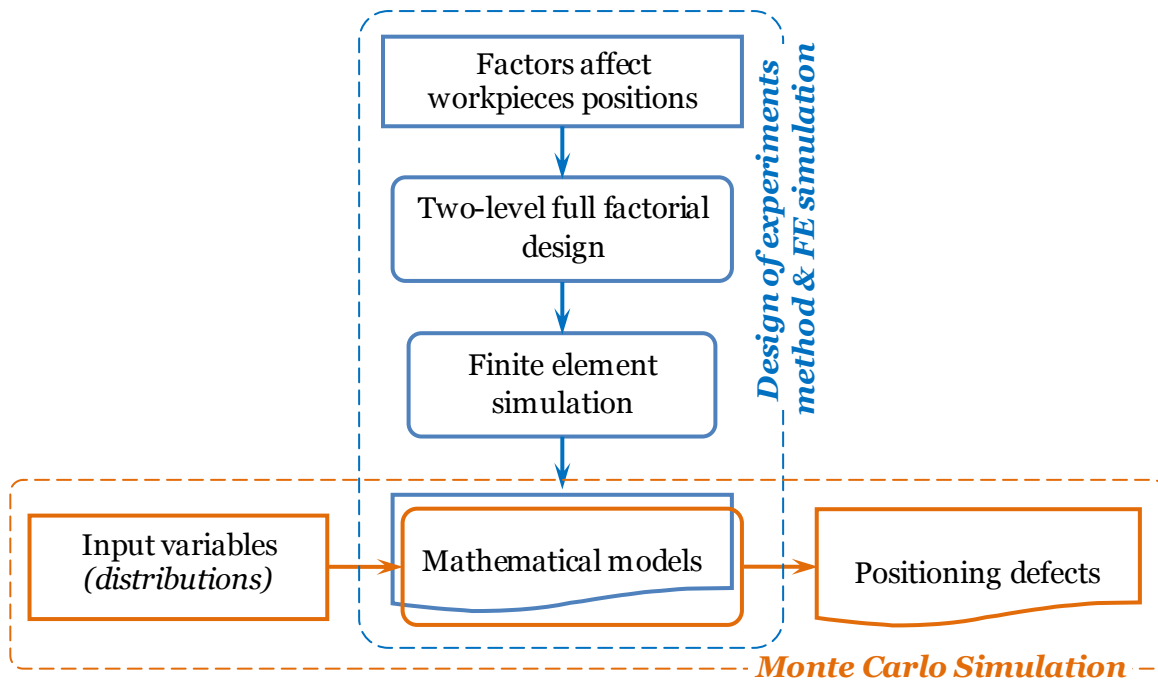 Factors affect
workpieces positions
Two-level full factorial
design
Finite element
simulation
Design of experiments
method & FE simulation
Input variables
(distributions)
Mathematical models
Positioning defects
Monte Carlo Simulation